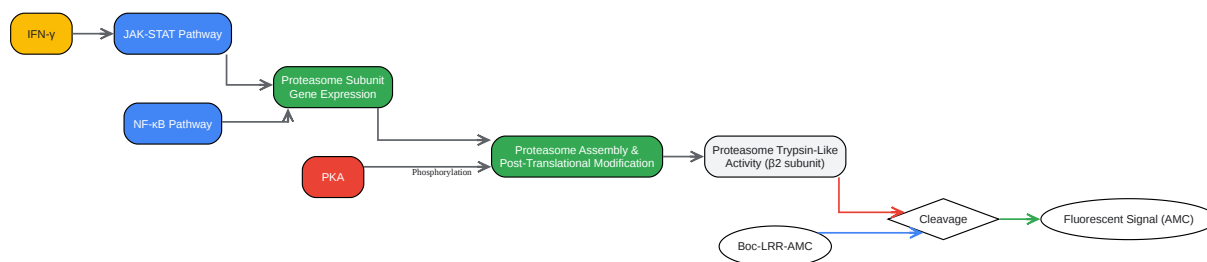 IFN-γ
JAK-STAT Pathway
Proteasome Subunit
Gene Expression
NF-κB Pathway
Proteasome Assembly &
Post-Translational Modification
Proteasome Trypsin-Like
Activity (β2 subunit)
PKA
Phosphorylation
Cleavage
Fluorescent Signal (AMC)
Boc-LRR-AMC